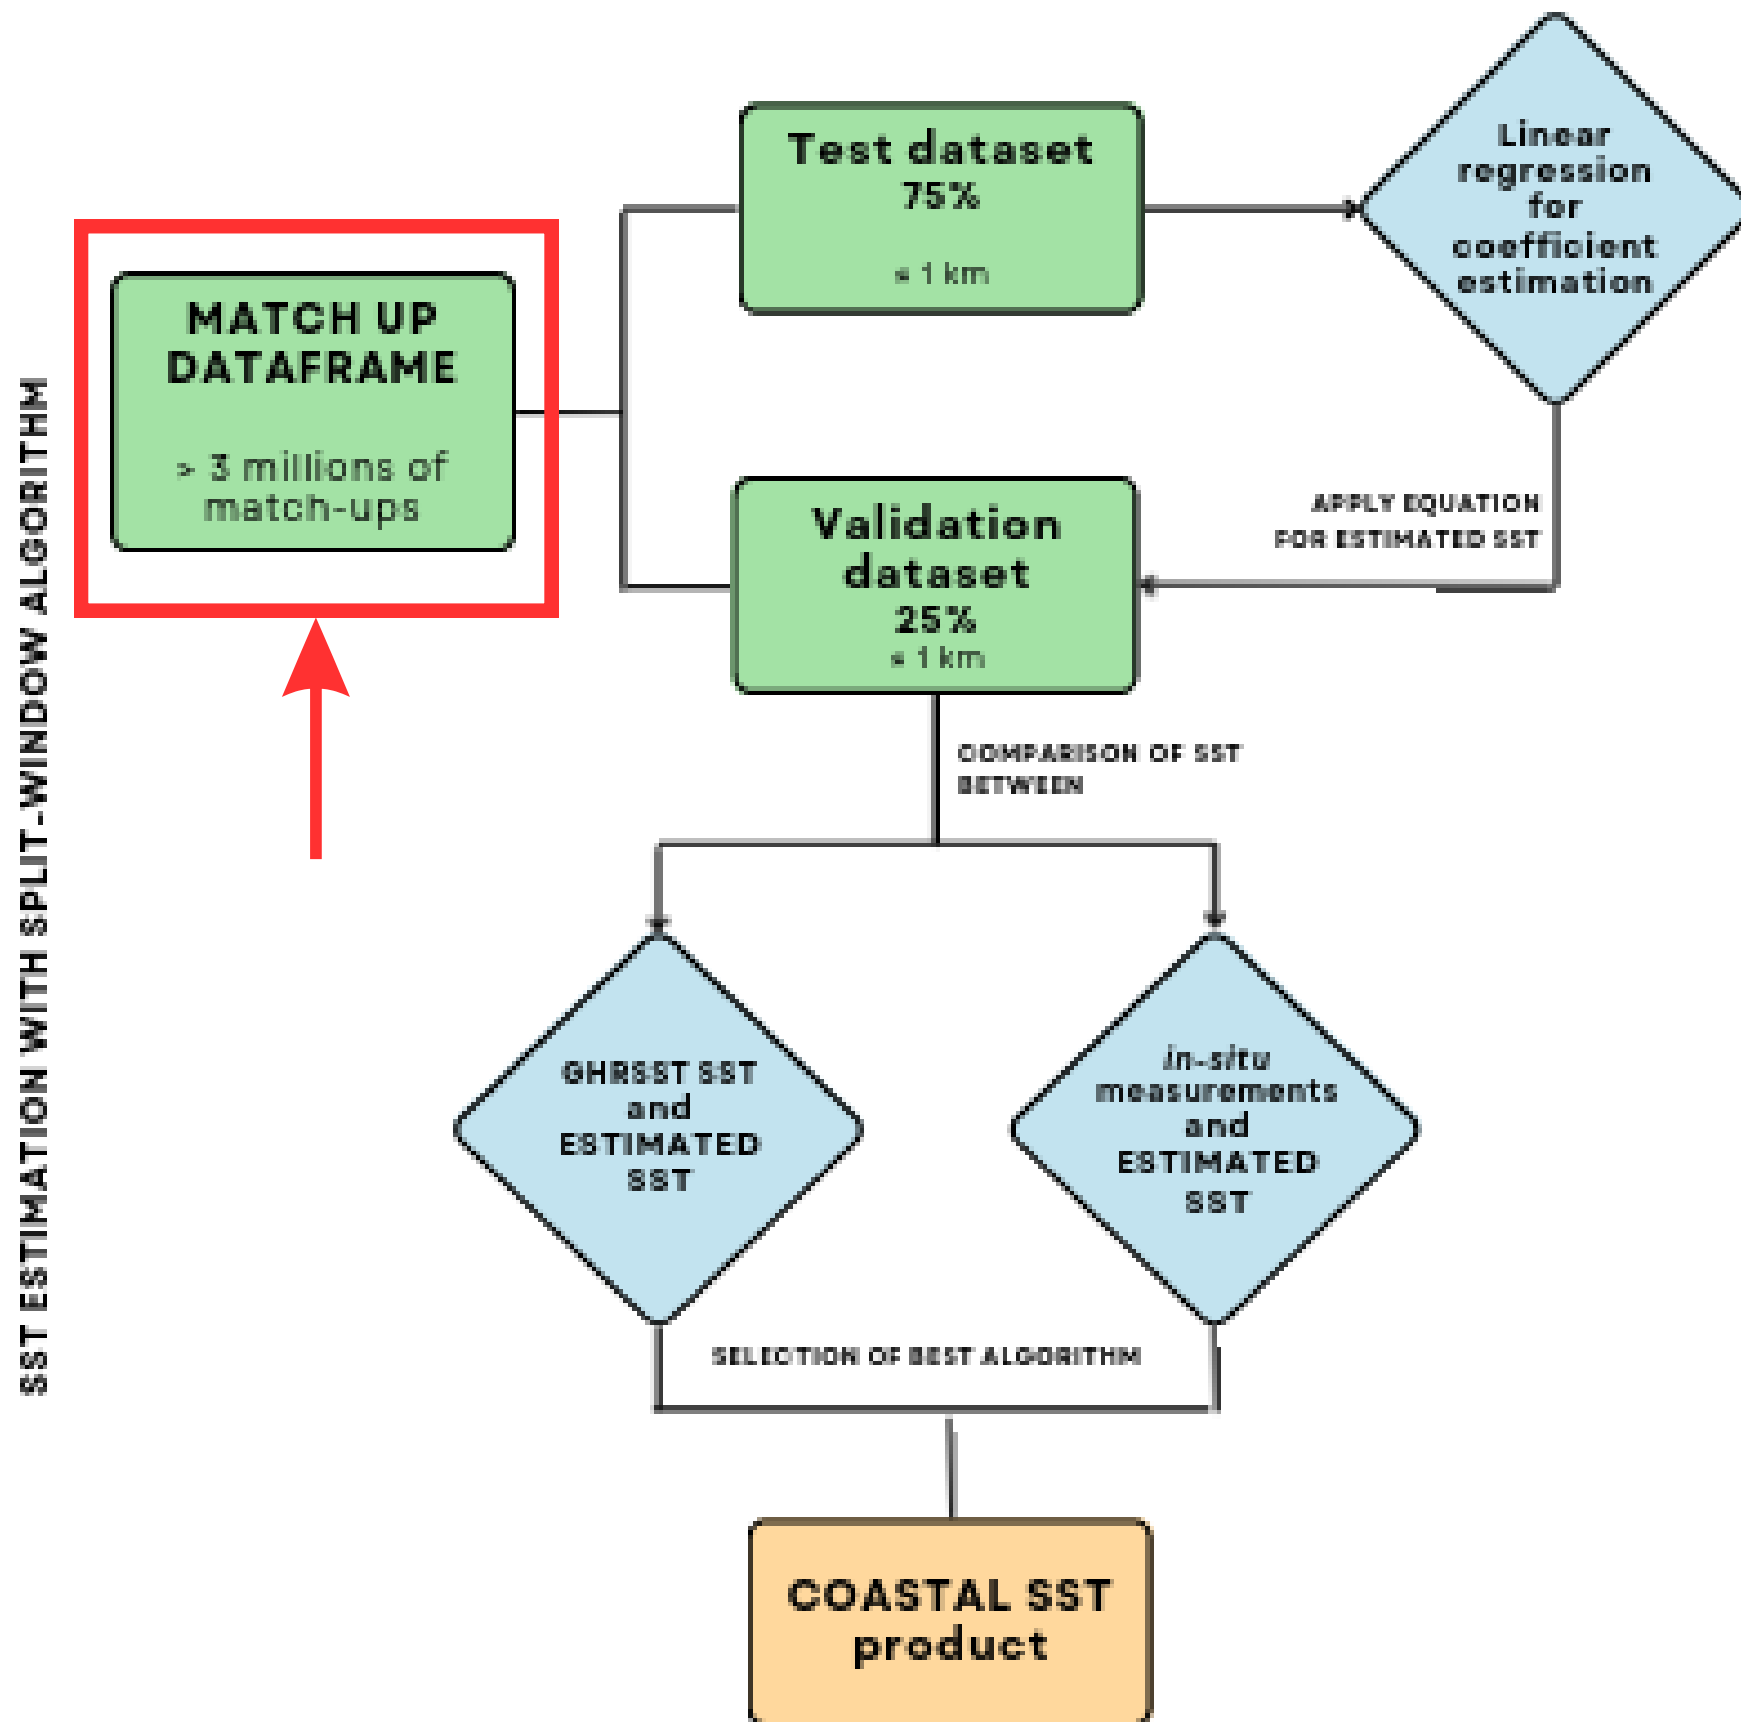 SST ESTIMATION WITH SPLIT-WINDOW ALGORITHM
MATCH UP
DATAFRAME
> 3 millions of
match-ups
Test dataset
75%
1 km
Linear
regression
for
coefficient
estimation
APPLY EQUATION
FOR ESTIMATED SST
Validation
dataset
25%
1 km
COMPARISON OF SST
BETWEEN
GHRSST SST
and
ESTIMATED
SST
in-situ
measurements
and
ESTIMATED
SST
SELECTION OF BEST ALGORITHM
COASTAL SST
product